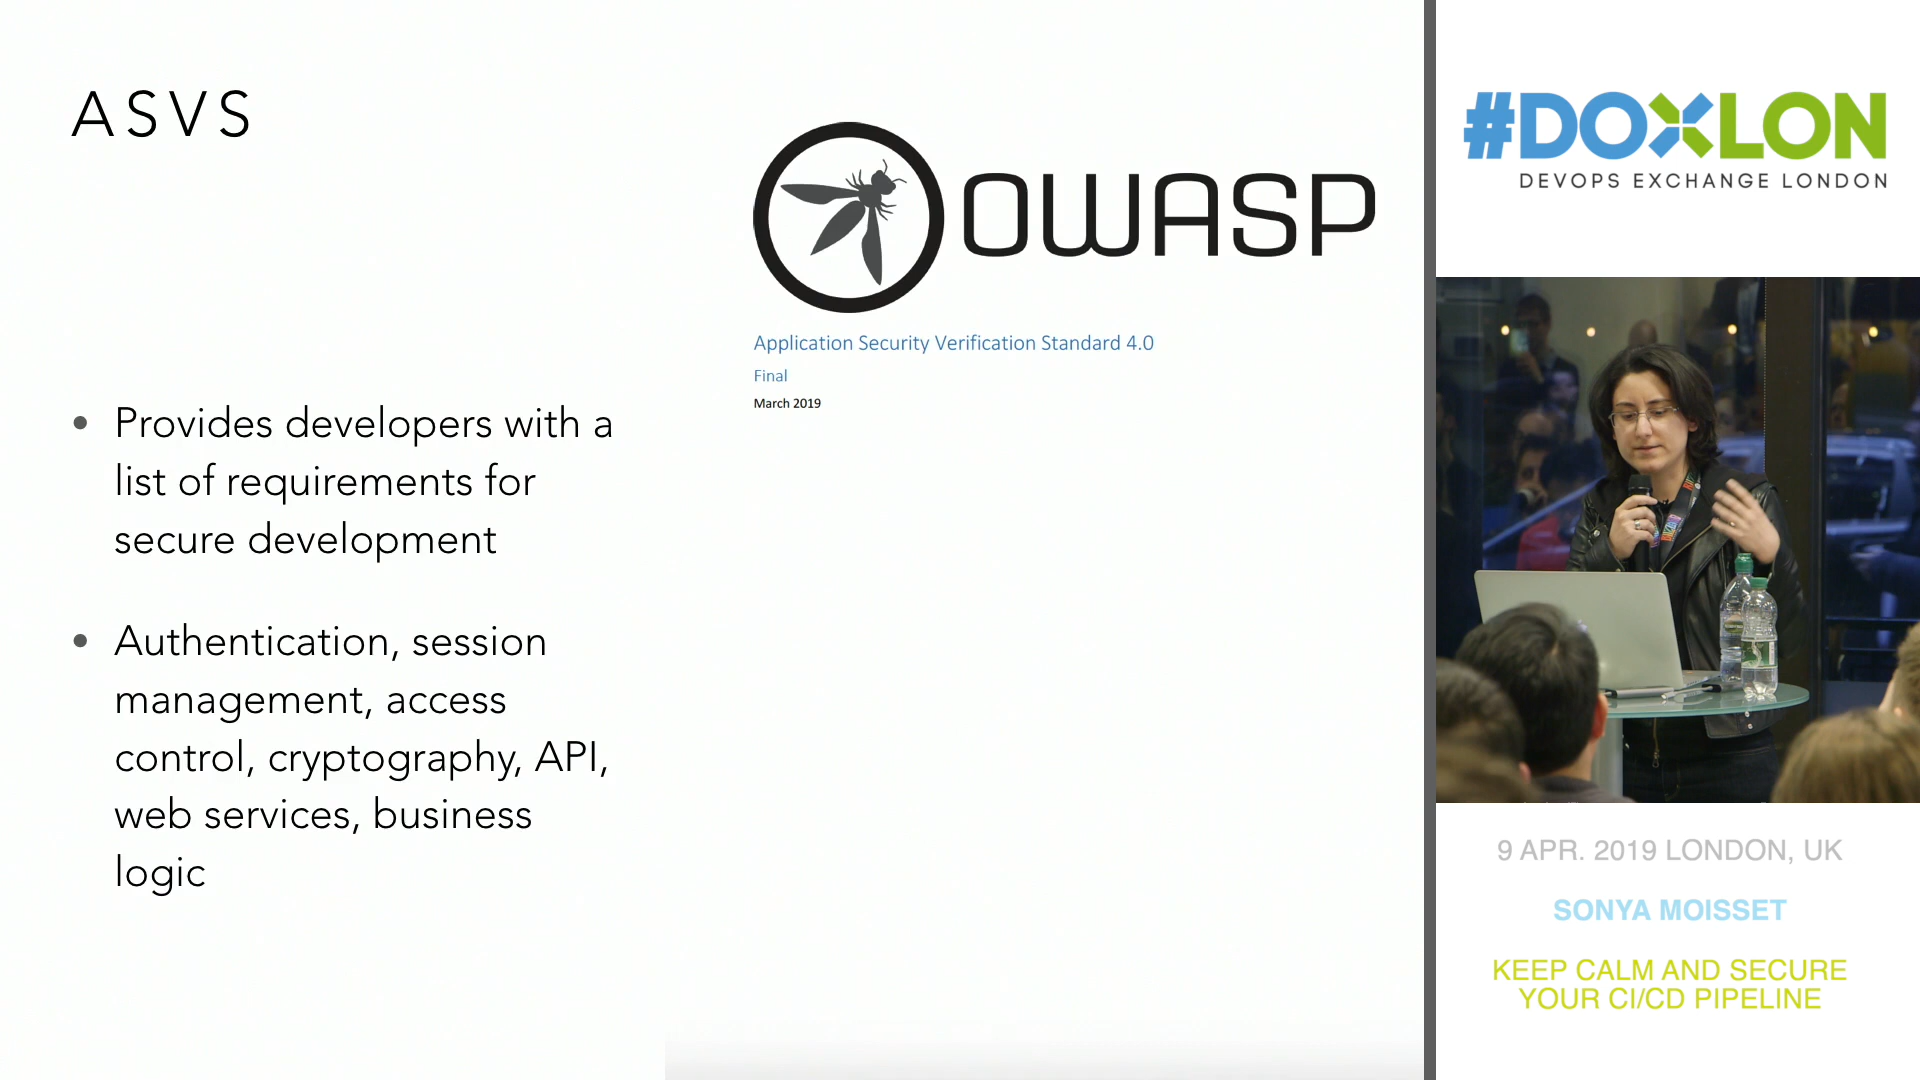 ASVS
• Provides developers with a
list of requirements for
secure development
• Authentication, session
management, access
control, cryptography, API,
web services, business
logic
OWASP
Application Security Verification Standard 4.0
Final
March 2019
#DOXLON
DEVOPS EXCHANGE LONDON
9 APR. 2019 LONDON, UK
SONYA MOISSET
KEEP CALM AND SECURE
YOUR CI/CD PIPELINE